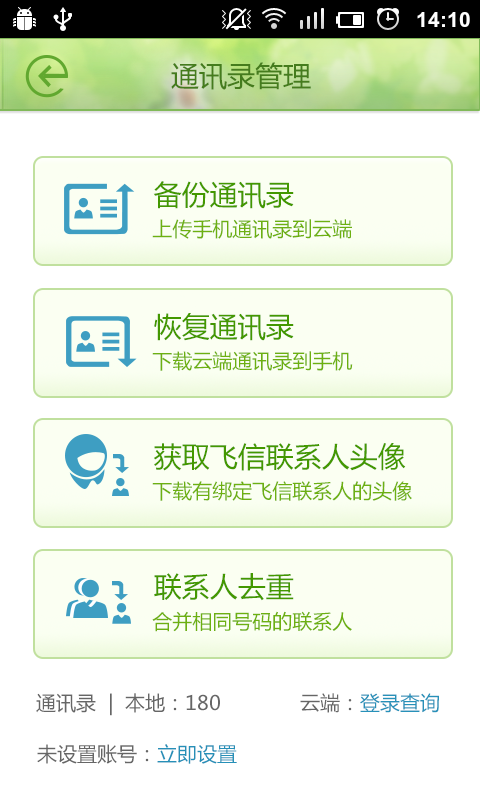 14:10
通讯录管理
备份通讯录
上传手机通讯录到云端
恢复通讯录
下载云端通讯录到手机
获取飞信联系人头像
下载有绑定飞信联系人的头像
联系人去重
合并相同号码的联系人
通讯录 | 本地：180 云端：登录查询
未设置账号：立即设置